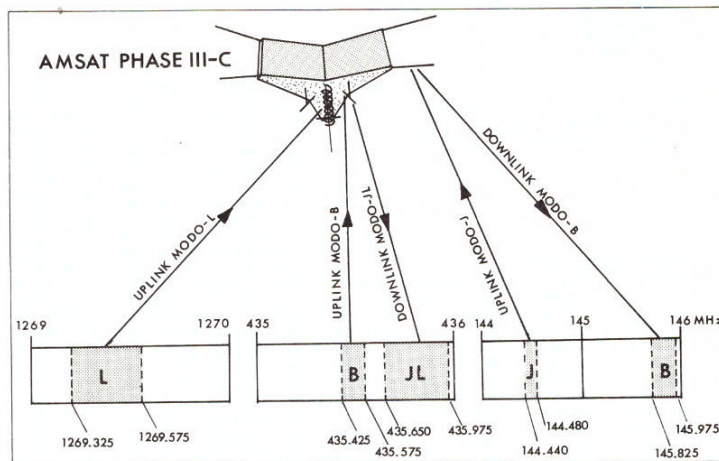 AMSAT PHASE III-C
UPLINK MODO-L
UPLINK MODO-B
DOWNLINK MODO-JL
UPLINK MODO-J
DOWNLINK MODO-B
1269 1270 435 436 144 145 146 MHz
L B JL J B
1269.325 1269.575 435.425 435.650 435.975 144.480 145.975
435.575 144.440 145.825